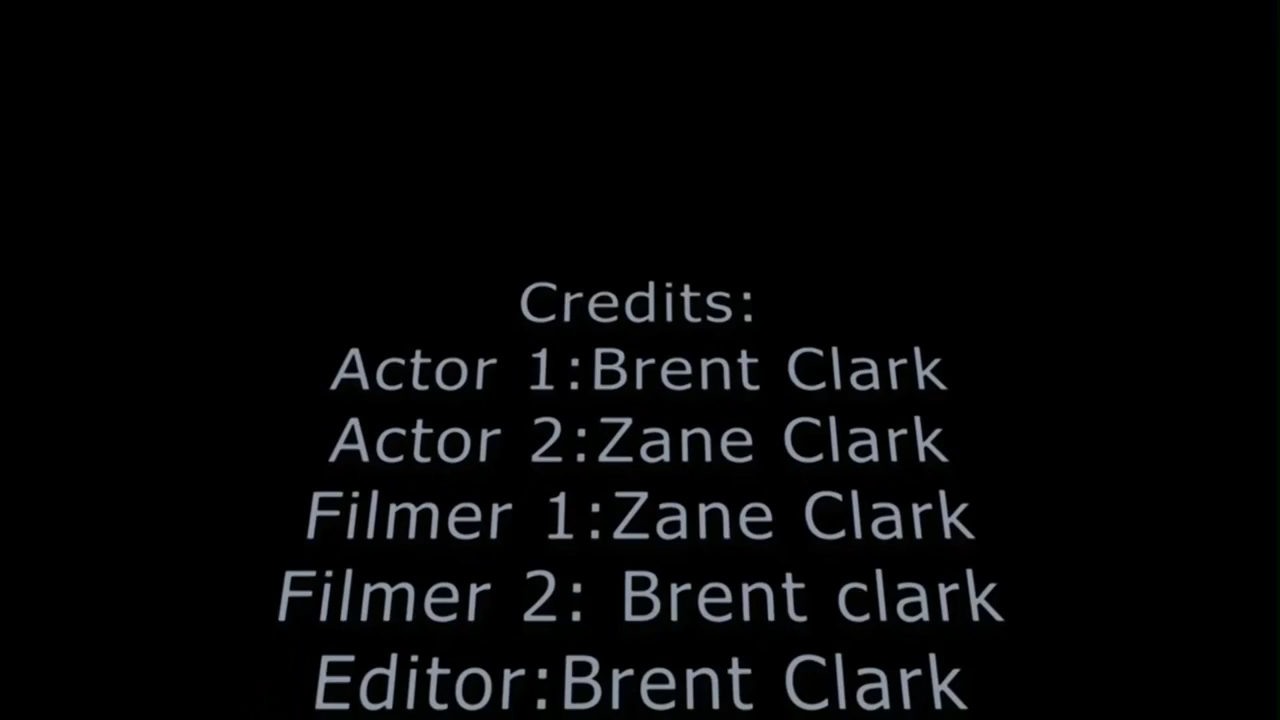 Credits:
Actor 1:Brent Clark
Actor 2:Zane Clark
Filmer 1:Zane Clark
Filmer 2: Brent clark
Editor:Brent Clark